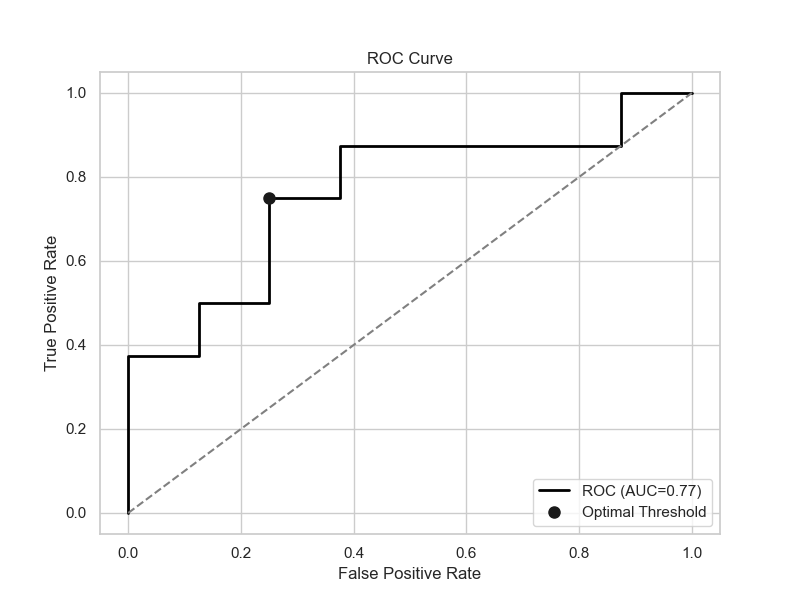 ROC Curve
1.0
0.8
0.6
0.4
0.2
0.0
True Positive Rate
0.0 0.2 0.4 0.6 0.8 1.0
False Positive Rate
ROC (AUC=0.77)
Optimal Threshold